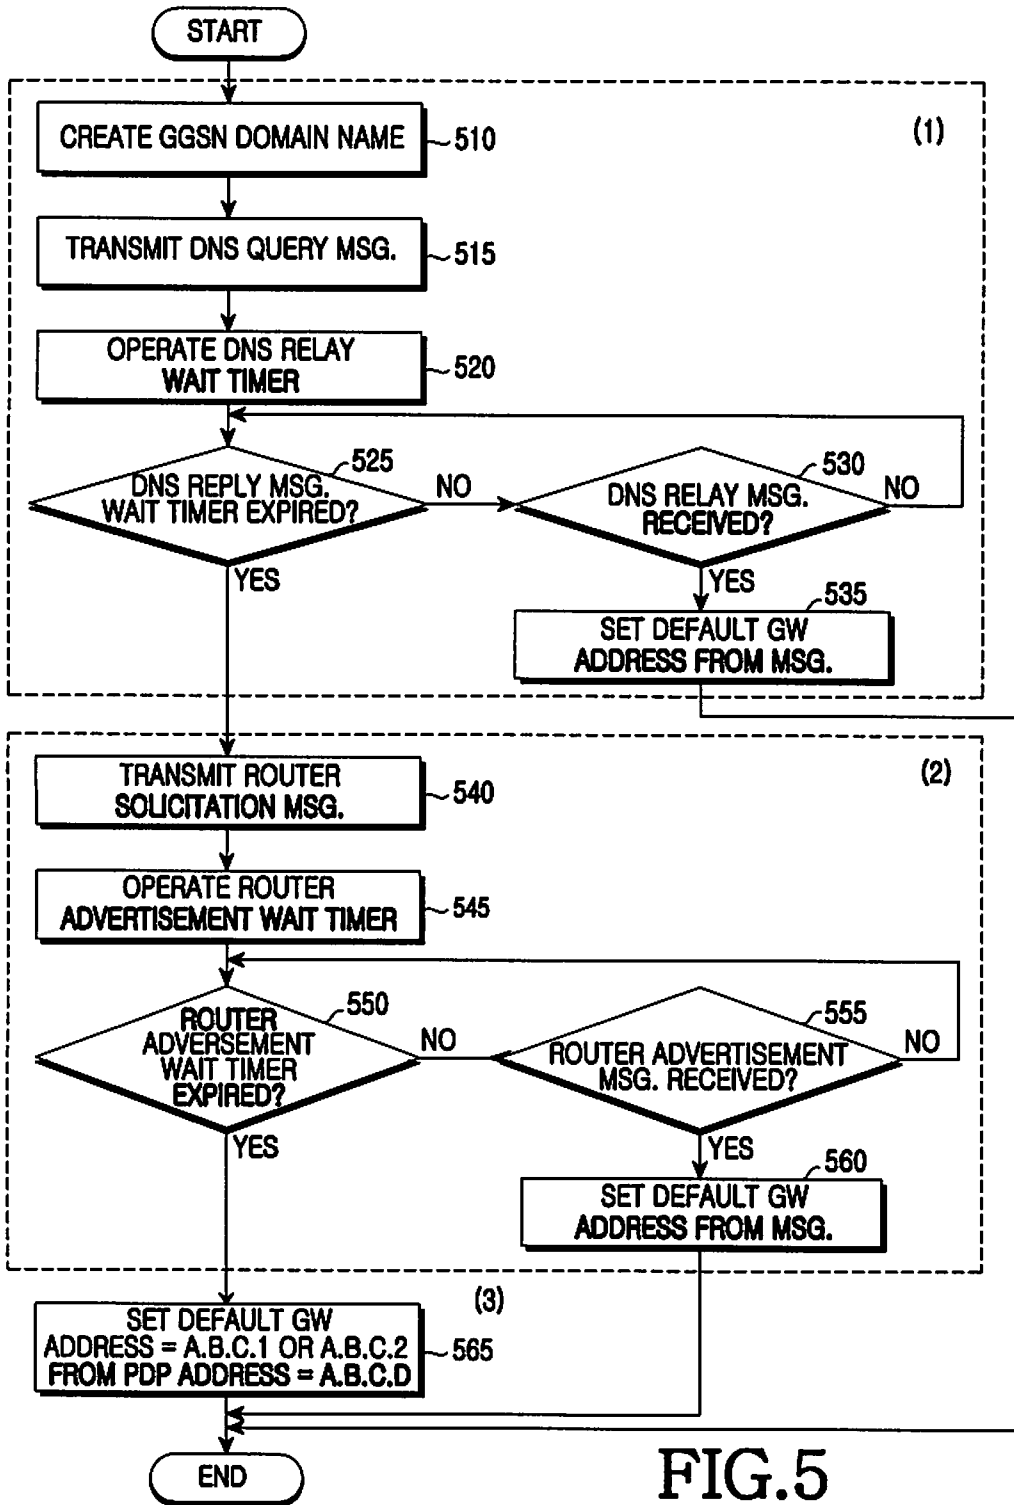 START
(1)
CREATE GGSN DOMAIN NAME
510
TRANSMIT DNS QUERY MSG.
515
OPERATE DNS RELAY
WAIT TIMER
520
525
DNS REPLY MSG.
WAIT TIMER EXPIRED?
NO
530
DNS RELAY MSG.
RECEIVED?
NO
YES
YES
535
SET DEFAULT GW
ADDRESS FROM MSG.
(2)
TRANSMIT ROUTER
SOLICITATION MSG.
540
OPERATE ROUTER
ADVERTISEMENT WAIT TIMER
545
550
ROUTER
ADVERSEMENT
WAIT TIMER
EXPIRED?
NO
555
ROUTER ADVERTISEMENT
MSG. RECEIVED?
NO
YES
YES
560
SET DEFAULT GW
ADDRESS FROM MSG.
(3)
SET DEFAULT GW
ADDRESS = A.B.C.1 OR A.B.C.2
FROM PDP ADDRESS = A.B.C.D
565
END
FIG.5